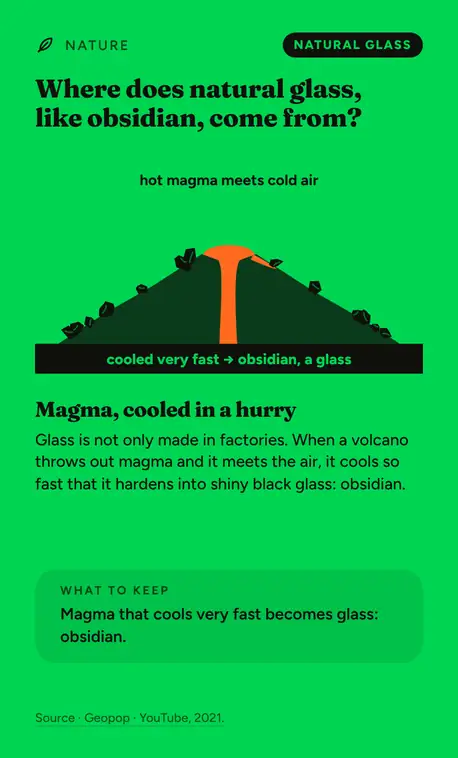 NATURE
NATURAL GLASS
Where does natural glass,
like obsidian, come from?
hot magma meets cold air
cooled very fast → obsidian, a glass
Magma, cooled in a hurry
Glass is not only made in factories. When a volcano
throws out magma and it meets the air, it cools so
fast that it hardens into shiny black glass: obsidian.
WHAT TO KEEP
Magma that cools very fast becomes glass:
obsidian.
Source · Geopop · YouTube, 2021.